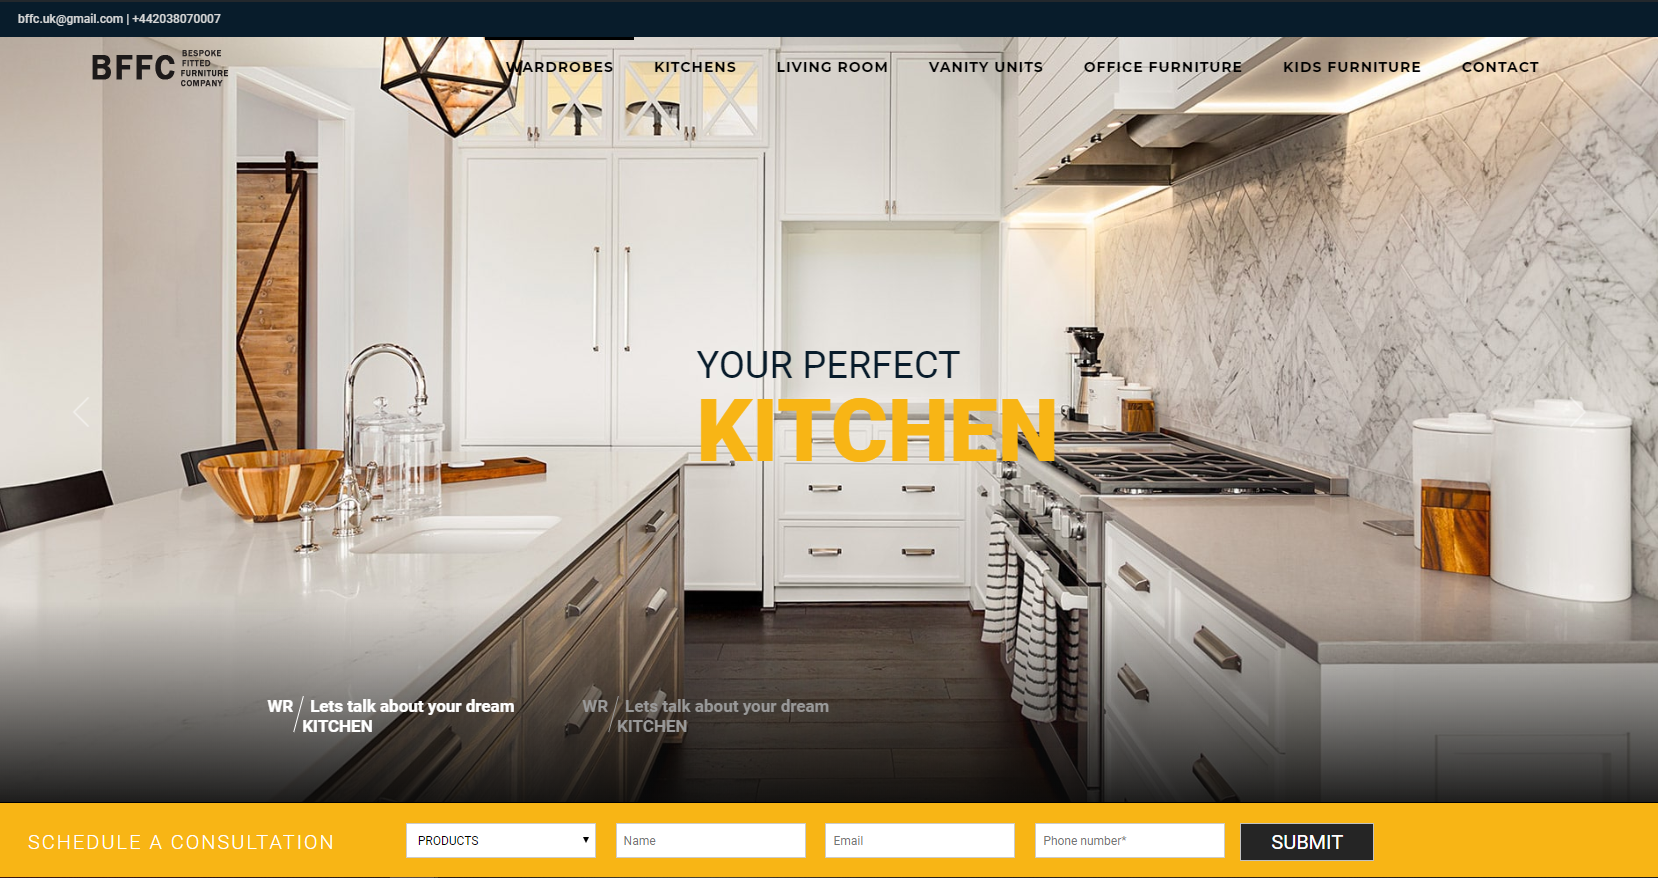 bffc.uk@gmail.com | +442038070007
BFFC
BESPOKE
FITTED
FURNITURE
COMPANY
WARDROBES KITCHENS LIVING ROOM VANITY UNITS OFFICE FURNITURE KIDS FURNITURE CONTACT
YOUR PERFECT
KITCHEN
WR / Lets talk about your dream
KITCHEN
WR / Lets talk about your dream
KITCHEN
SCHEDULE A CONSULTATION PRODUCTS Name Email Phone number* SUBMIT